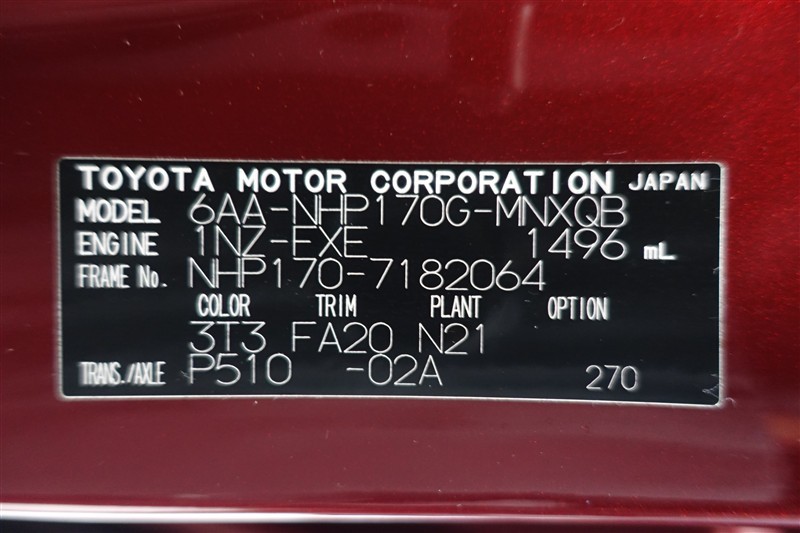 TOYOTA MOTOR CORPORATION JAPAN
MODEL 6AA-NHP170G-MNXQB
ENGINE 1NZ-FXE 1496 mL
FRAME No. NHP170-7182064
COLOR TRIM PLANT OPTION
3T3 FA20 N21
TRANS./AXLE P510 -02A 270